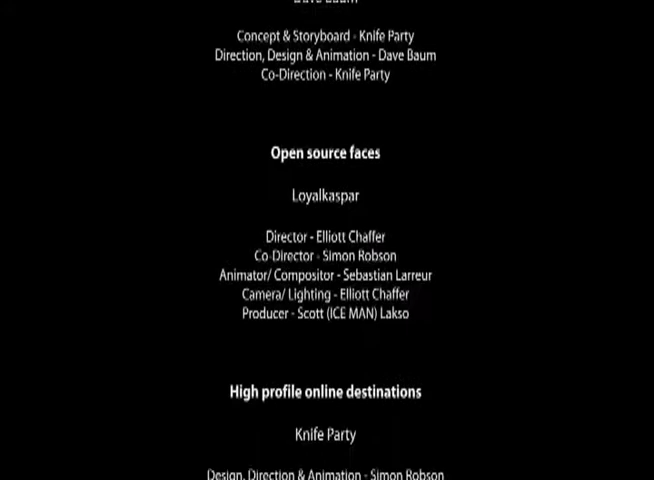 Dave Baum
Concept & Storyboard - Knife Party
Direction, Design & Animation - Dave Baum
Co-Direction - Knife Party
Open source faces
Loyalkaspar
Director - Elliott Chaffer
Co-Director - Simon Robson
Animator/ Compositor - Sebastian Larreur
Camera/ Lighting - Elliott Chaffer
Producer - Scott (ICE MAN) Lakso
High profile online destinations
Knife Party
Design, Direction & Animation - Simon Robson